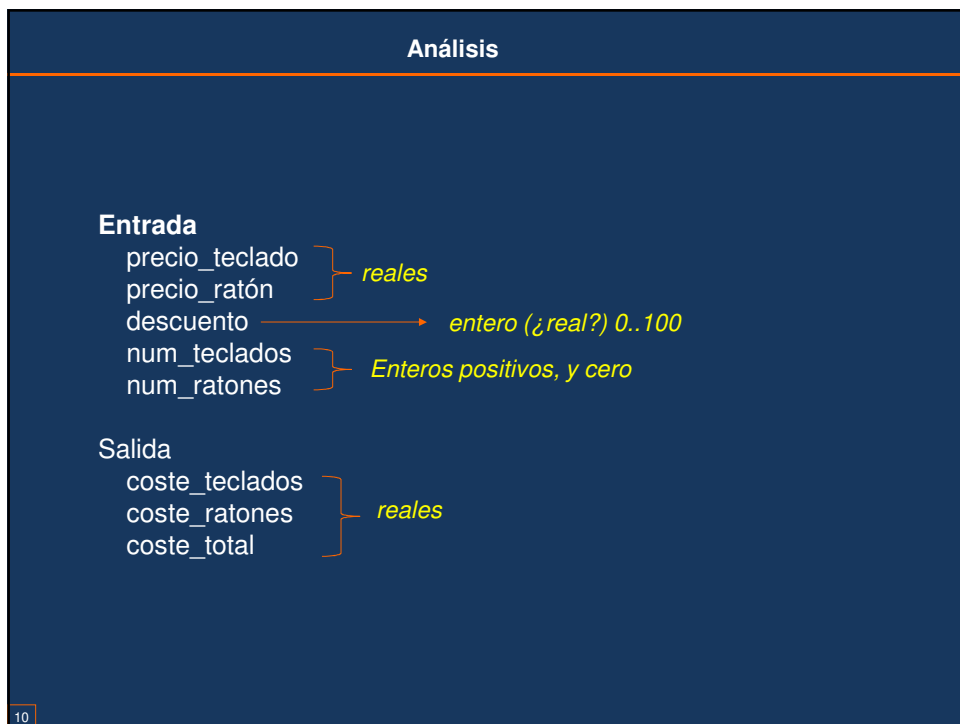 Análisis
Entrada
precio_teclado
precio_ratón
reales
descuento
entero (¿real?) 0..100
num_teclados
num_ratones
Enteros positivos, y cero
Salida
coste_teclados
coste_ratones
coste_total
reales
10